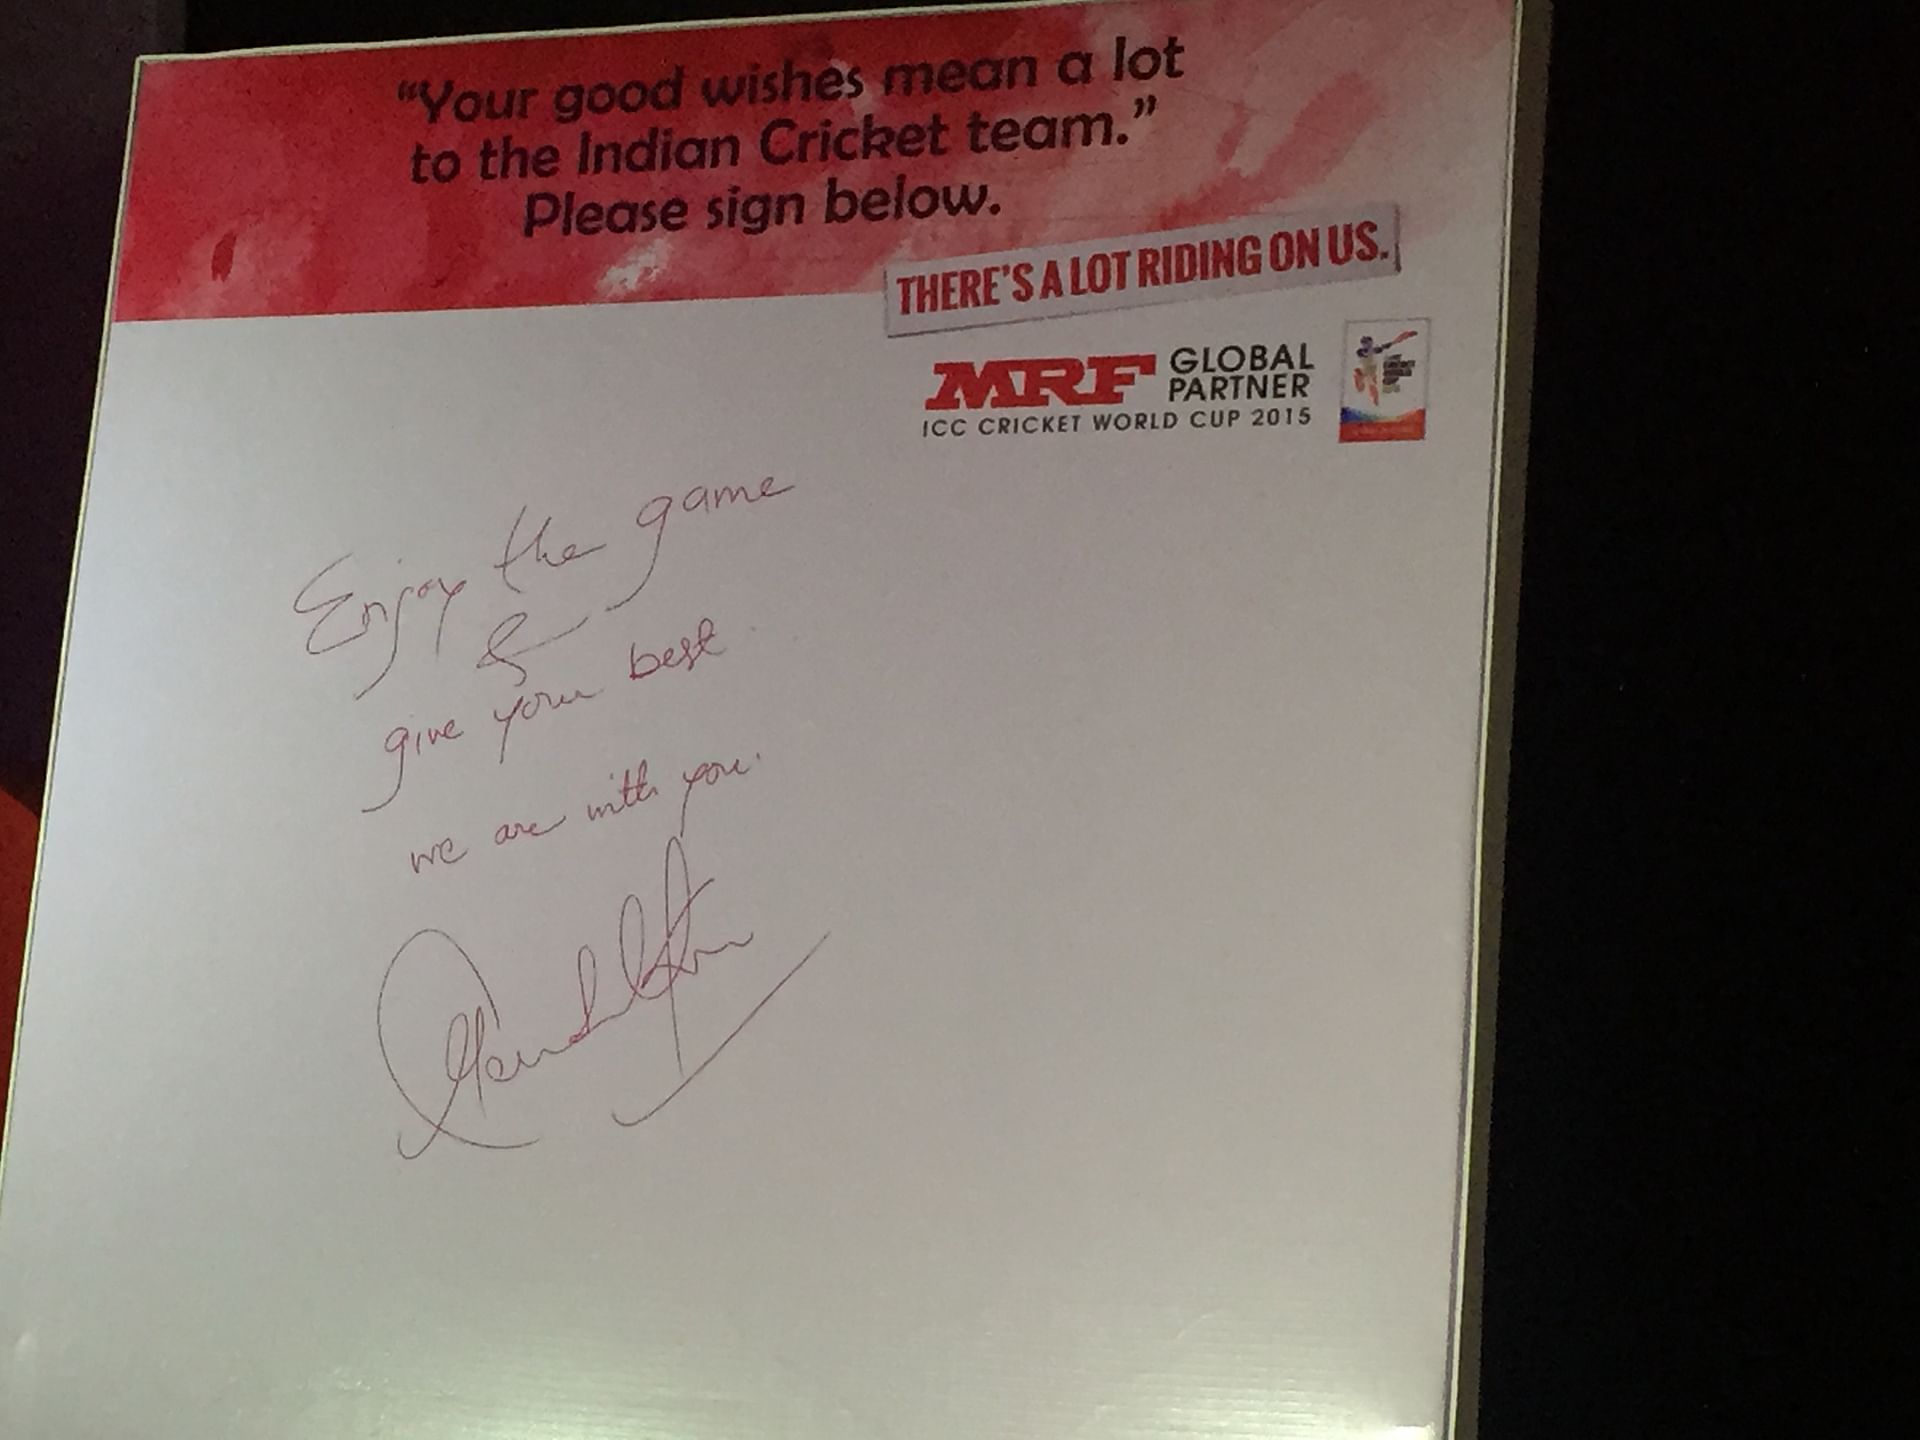 “Your good wishes mean a lot
to the Indian Cricket team.”
Please sign below.
THERE'S A LOT RIDING ON US.
MRF GLOBAL
PARTNER
ICC CRICKET WORLD CUP 2015
Enjoy the game
&
give your best
we are with you.